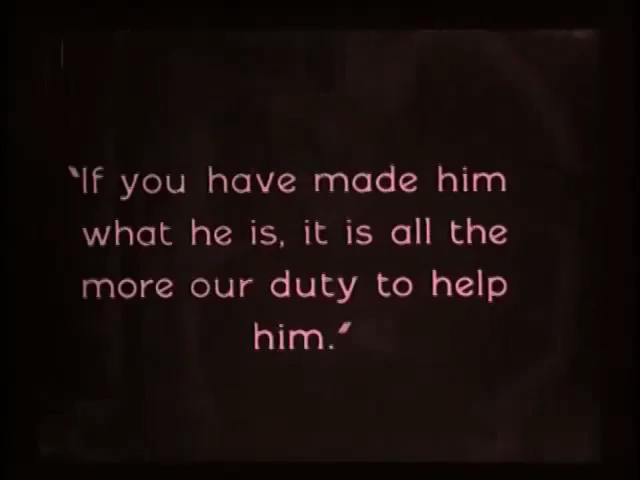 "If you have made him
what he is, it is all the
more our duty to help
him."